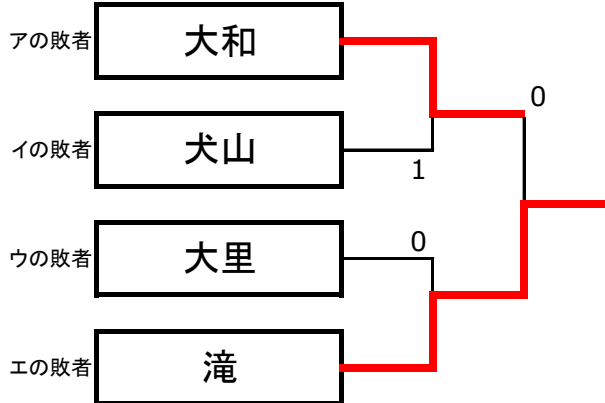 アの敗者 大和
0
イの敗者 犬山
1
ウの敗者 大里
0
エの敗者 滝